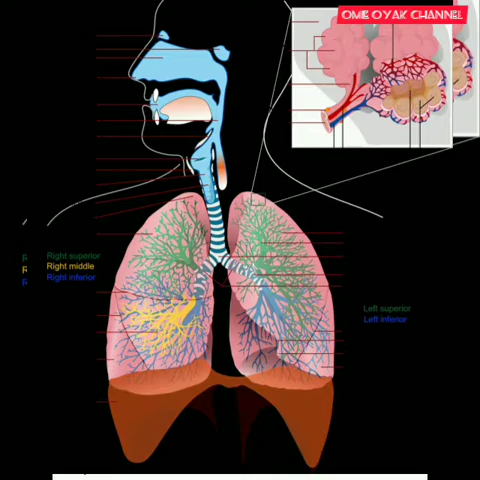 OME OYAK CHANNEL
Right superior
Right middle
Right inferior
Left superior
Left inferior